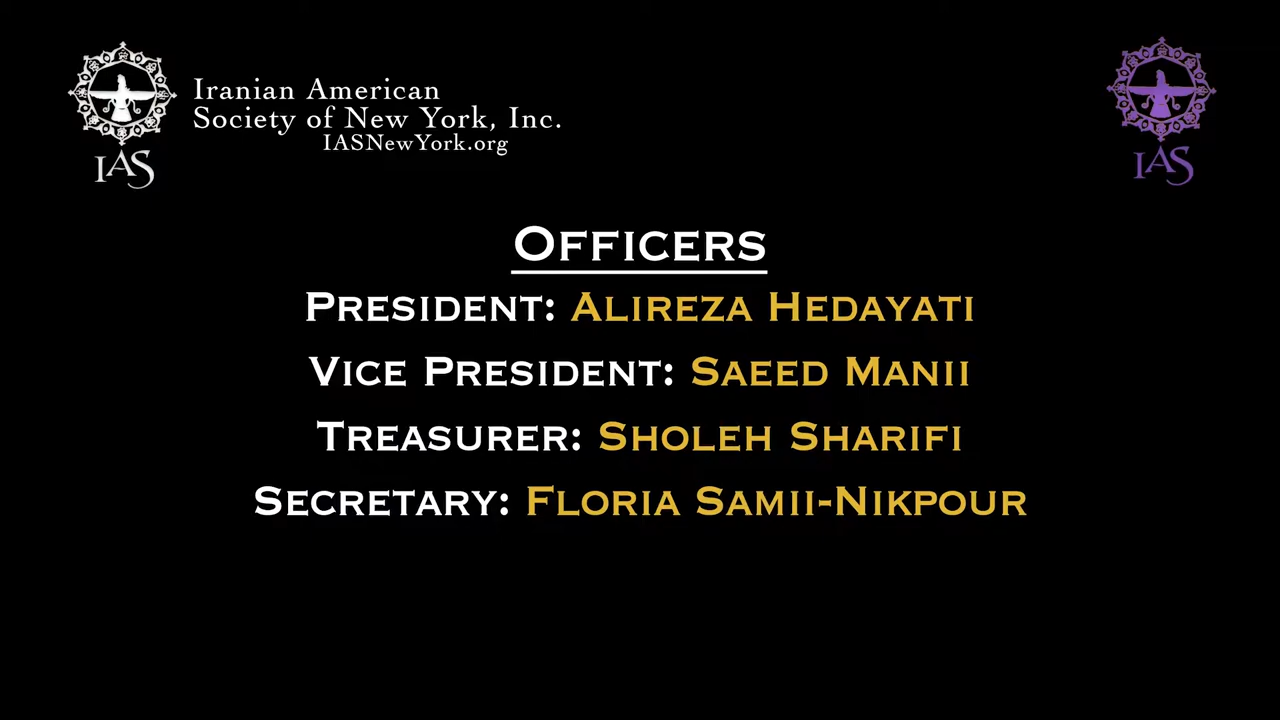 Iranian American
Society of New York, Inc.
IASNewYork.org
IAS
IAS
OFFICERS
PRESIDENT: ALIREZA HEDAYATI
VICE PRESIDENT: SAEED MANII
TREASURER: SHOLEH SHARIFI
SECRETARY: FLORIA SAMII-NIKPOUR